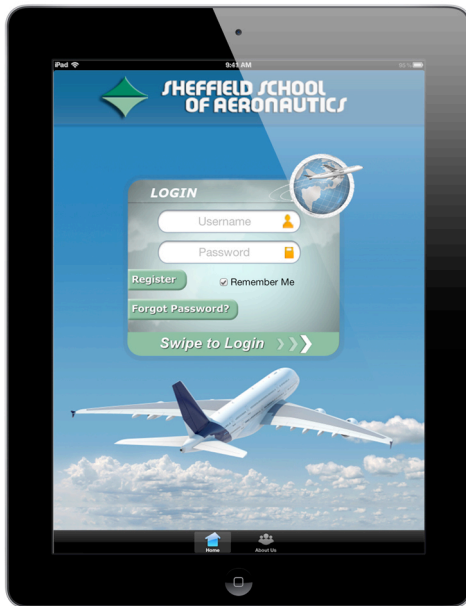 iPad
9:41 AM
SHEFFIELD SCHOOL
OF AERONAUTICS
LOGIN
Username
Password
Register
Remember Me
Forgot Password?
Swipe to Login
Home
About Us